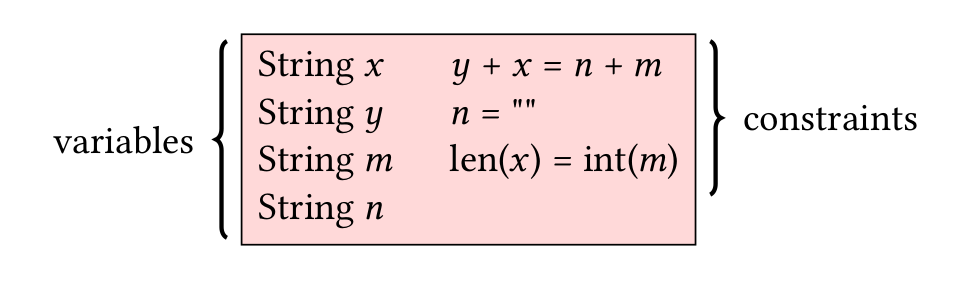 variables
String x y + x = n + m
String y n = ""
String m len(x) = int(m)
String n
constraints